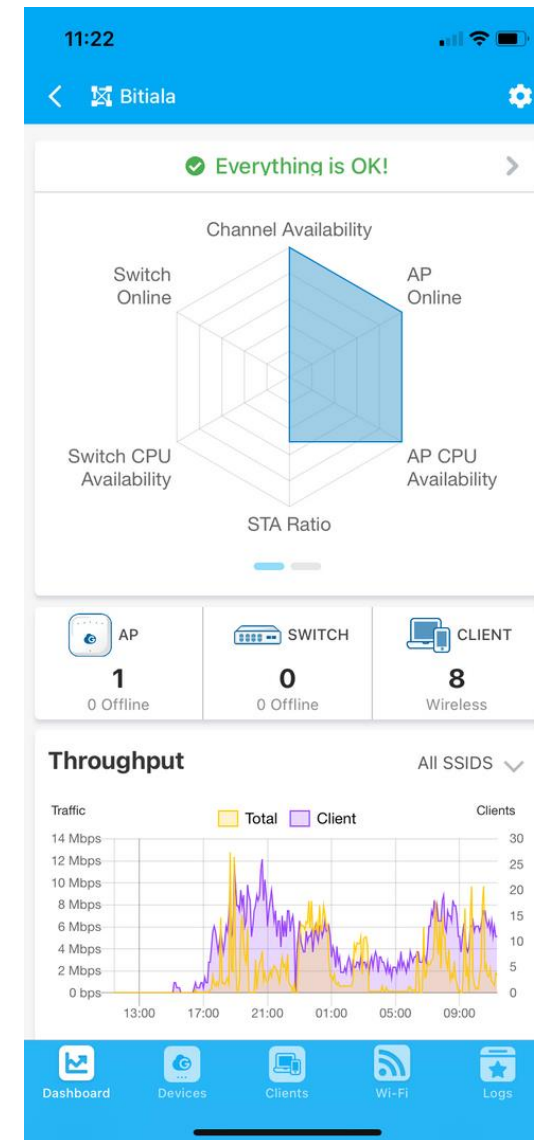 11:22
Bitiala
Everything is OK!
Channel Availability
Switch
Online
AP
Online
Switch CPU
Availability
AP CPU
Availability
STA Ratio
AP
1
0 Offline
SWITCH
0
0 Offline
CLIENT
8
Wireless
Throughput
All SSIDS
Traffic
Total
Client
Clients
14 Mbps
12 Mbps
10 Mbps
8 Mbps
6 Mbps
4 Mbps
2 Mbps
0 bps
30
25
20
15
10
5
0
13:00
17:00
21:00
01:00
05:00
09:00
Dashboard
Devices
Clients
Wi-Fi
Logs